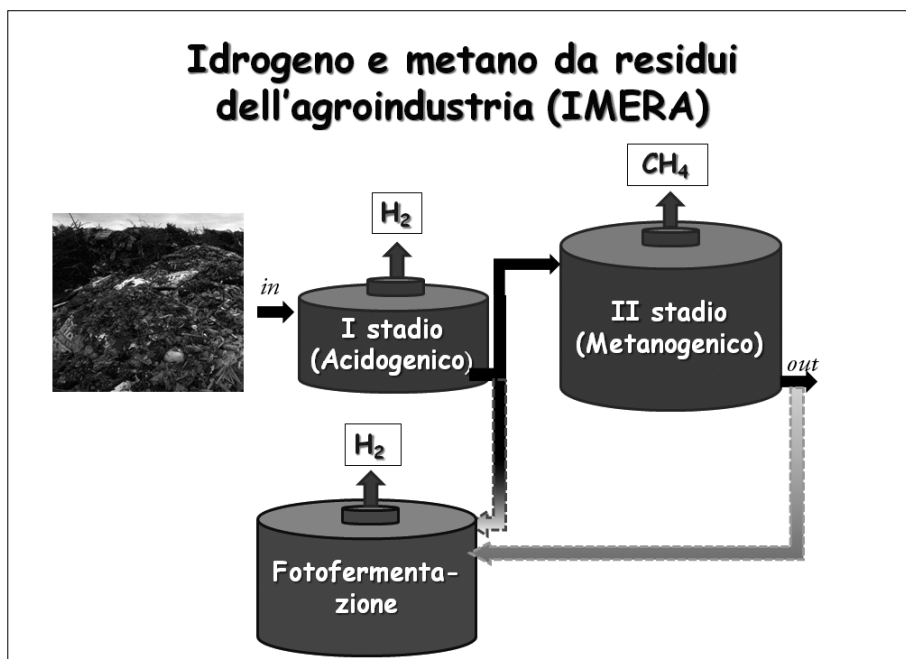 Idrogeno e metano da residui
dell'agroindustria (IMERA)
CH₄
H₂
in
I stadio
(Acidogenico)
II stadio
(Metanogenico)
out
H₂
Fotofermenta-
zione